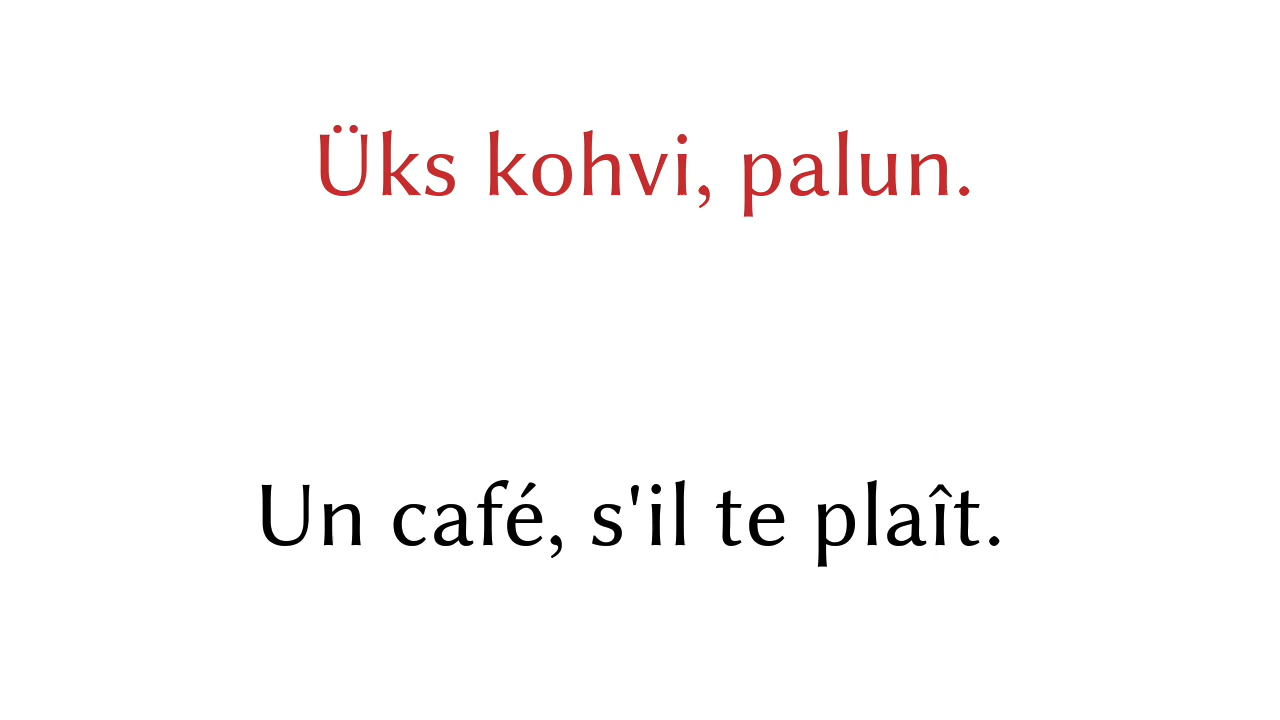 Üks kohvi, palun.
Un café, s'il te plaît.